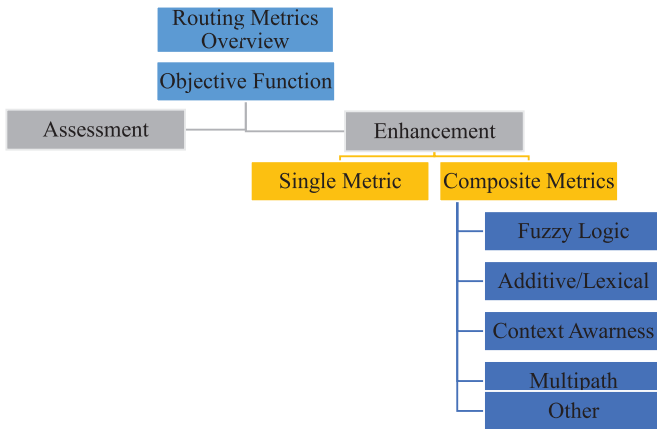 Routing Metrics
Overview
Objective Function
Assessment
Enhancement
Single Metric
Composite Metrics
Fuzzy Logic
Additive/Lexical
Context Awarness
Multipath
Other